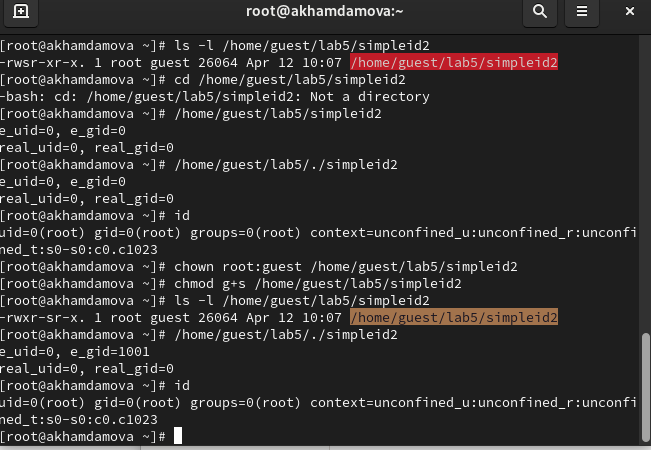 root@akhamdamova:~
[root@akhamdamova ~]# ls -l /home/guest/lab5/simpleid2
-rwsr-xr-x. 1 root guest 26064 Apr 12 10:07 /home/guest/lab5/simpleid2
[root@akhamdamova ~]# cd /home/guest/lab5/simpleid2
-bash: cd: /home/guest/lab5/simpleid2: Not a directory
[root@akhamdamova ~]# /home/guest/lab5/simpleid2
e_uid=0, e_gid=0
real_uid=0, real_gid=0
[root@akhamdamova ~]# /home/guest/lab5/./simpleid2
e_uid=0, e_gid=0
real_uid=0, real_gid=0
[root@akhamdamova ~]# id
uid=0(root) gid=0(root) groups=0(root) context=unconfined_u:unconfined_r:unconfi
ned_t:s0-s0:c0.c1023
[root@akhamdamova ~]# chown root:guest /home/guest/lab5/simpleid2
[root@akhamdamova ~]# chmod g+s /home/guest/lab5/simpleid2
[root@akhamdamova ~]# ls -l /home/guest/lab5/simpleid2
-rwxr-sr-x. 1 root guest 26064 Apr 12 10:07 /home/guest/lab5/simpleid2
[root@akhamdamova ~]# /home/guest/lab5/./simpleid2
e_uid=0, e_gid=1001
real_uid=0, real_gid=0
[root@akhamdamova ~]# id
uid=0(root) gid=0(root) groups=0(root) context=unconfined_u:unconfined_r:unconfi
ned_t:s0-s0:c0.c1023
[root@akhamdamova ~]#